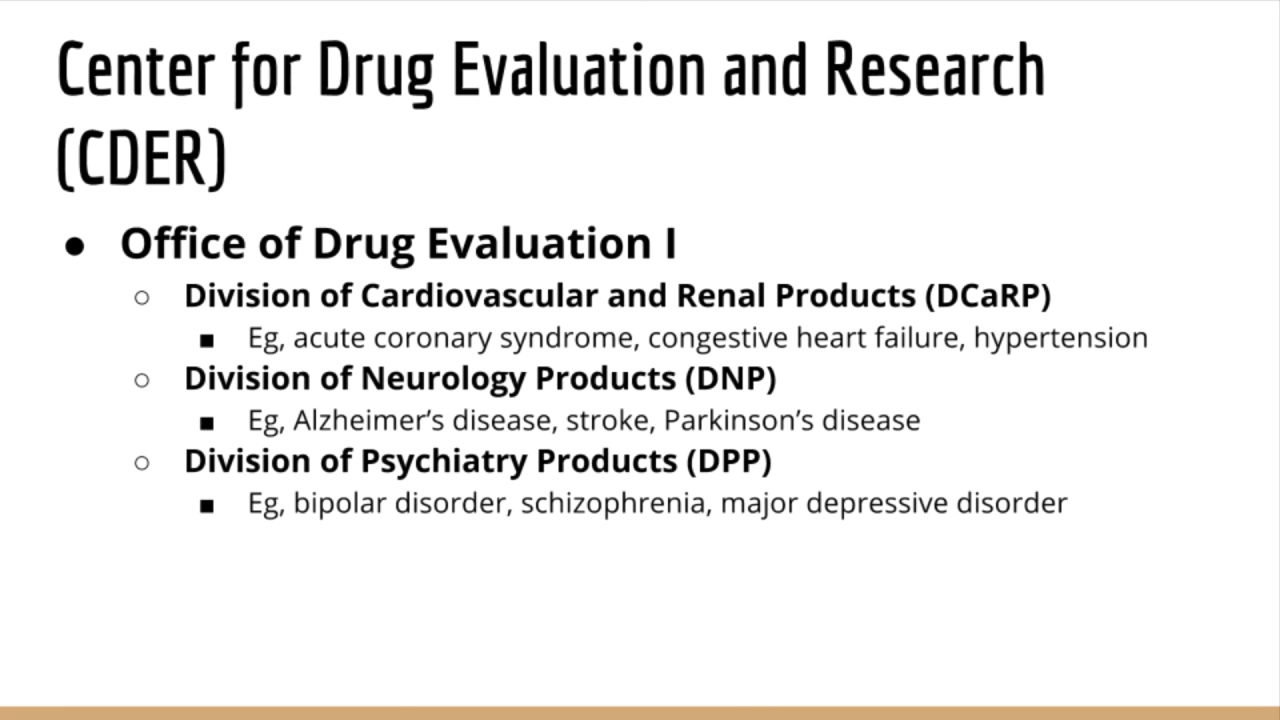 Center for Drug Evaluation and Research
(CDER)
● Office of Drug Evaluation I
○ Division of Cardiovascular and Renal Products (DCaRP)
■ Eg, acute coronary syndrome, congestive heart failure, hypertension
○ Division of Neurology Products (DNP)
■ Eg, Alzheimer’s disease, stroke, Parkinson’s disease
○ Division of Psychiatry Products (DPP)
■ Eg, bipolar disorder, schizophrenia, major depressive disorder